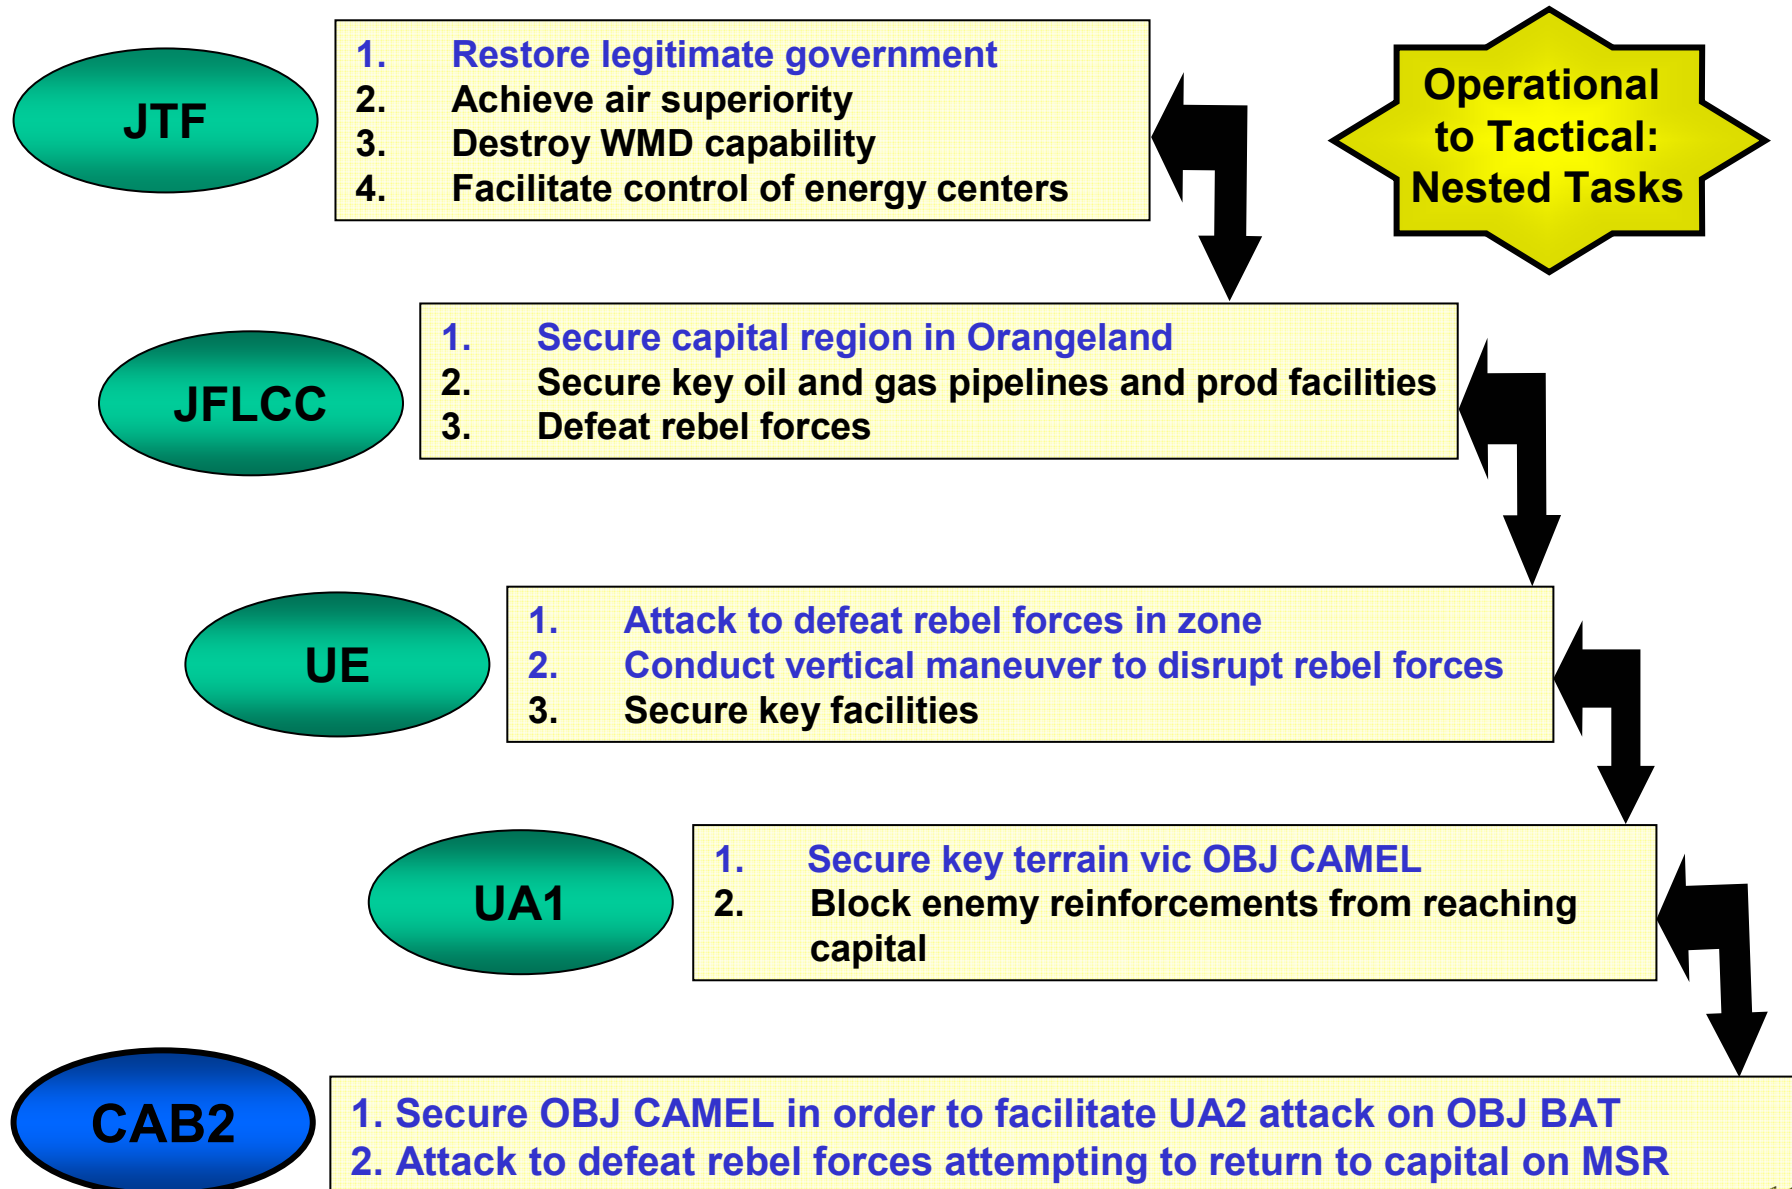 JTF
1. Restore legitimate government
2. Achieve air superiority
3. Destroy WMD capability
4. Facilitate control of energy centers
Operational
to Tactical:
Nested Tasks
JFLCC
1. Secure capital region in Orangeland
2. Secure key oil and gas pipelines and prod facilities
3. Defeat rebel forces
UE
1. Attack to defeat rebel forces in zone
2. Conduct vertical maneuver to disrupt rebel forces
3. Secure key facilities
UA1
1. Secure key terrain vic OBJ CAMEL
2. Block enemy reinforcements from reaching
capital
CAB2
1. Secure OBJ CAMEL in order to facilitate UA2 attack on OBJ BAT
2. Attack to defeat rebel forces attempting to return to capital on MSR